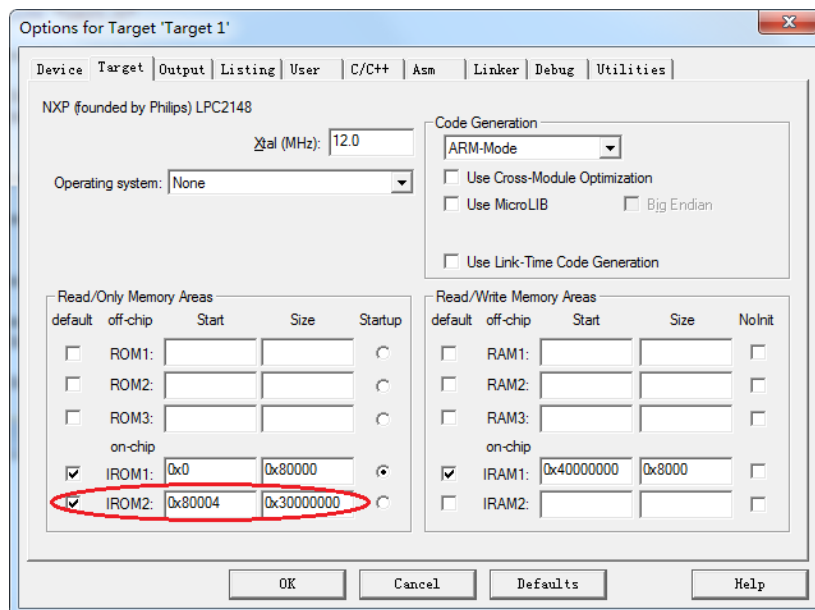 Options for Target 'Target 1'
Device Target Output Listing User C/C++ Asm Linker Debug Utilities
NXP (founded by Philips) LPC2148
Xtal (MHz): 12.0
Operating system: None
Code Generation
ARM-Mode
Use Cross-Module Optimization
Use MicroLIB Big Endian
Use Link-Time Code Generation
Read/Only Memory Areas
default off-chip Start Size Startup
ROM1:
ROM2:
ROM3:
on-chip
IROM1: 0x0 0x80000
IROM2: 0x80004 0x30000000
Read/Write Memory Areas
default off-chip Start Size NoInit
RAM1:
RAM2:
RAM3:
on-chip
IRAM1: 0x40000000 0x8000
IRAM2:
OK Cancel Defaults Help